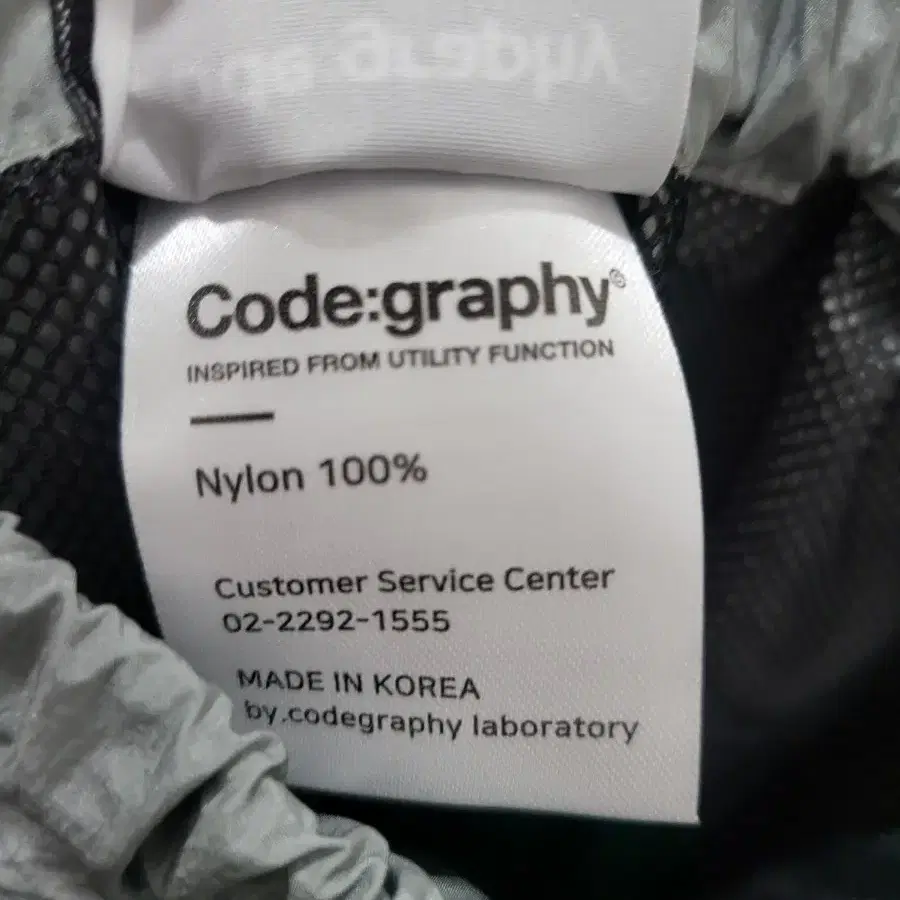 Code:graphy®
INSPIRED FROM UTILITY FUNCTION
Nylon 100%
Customer Service Center
02-2292-1555
MADE IN KOREA
by.codegraphy laboratory